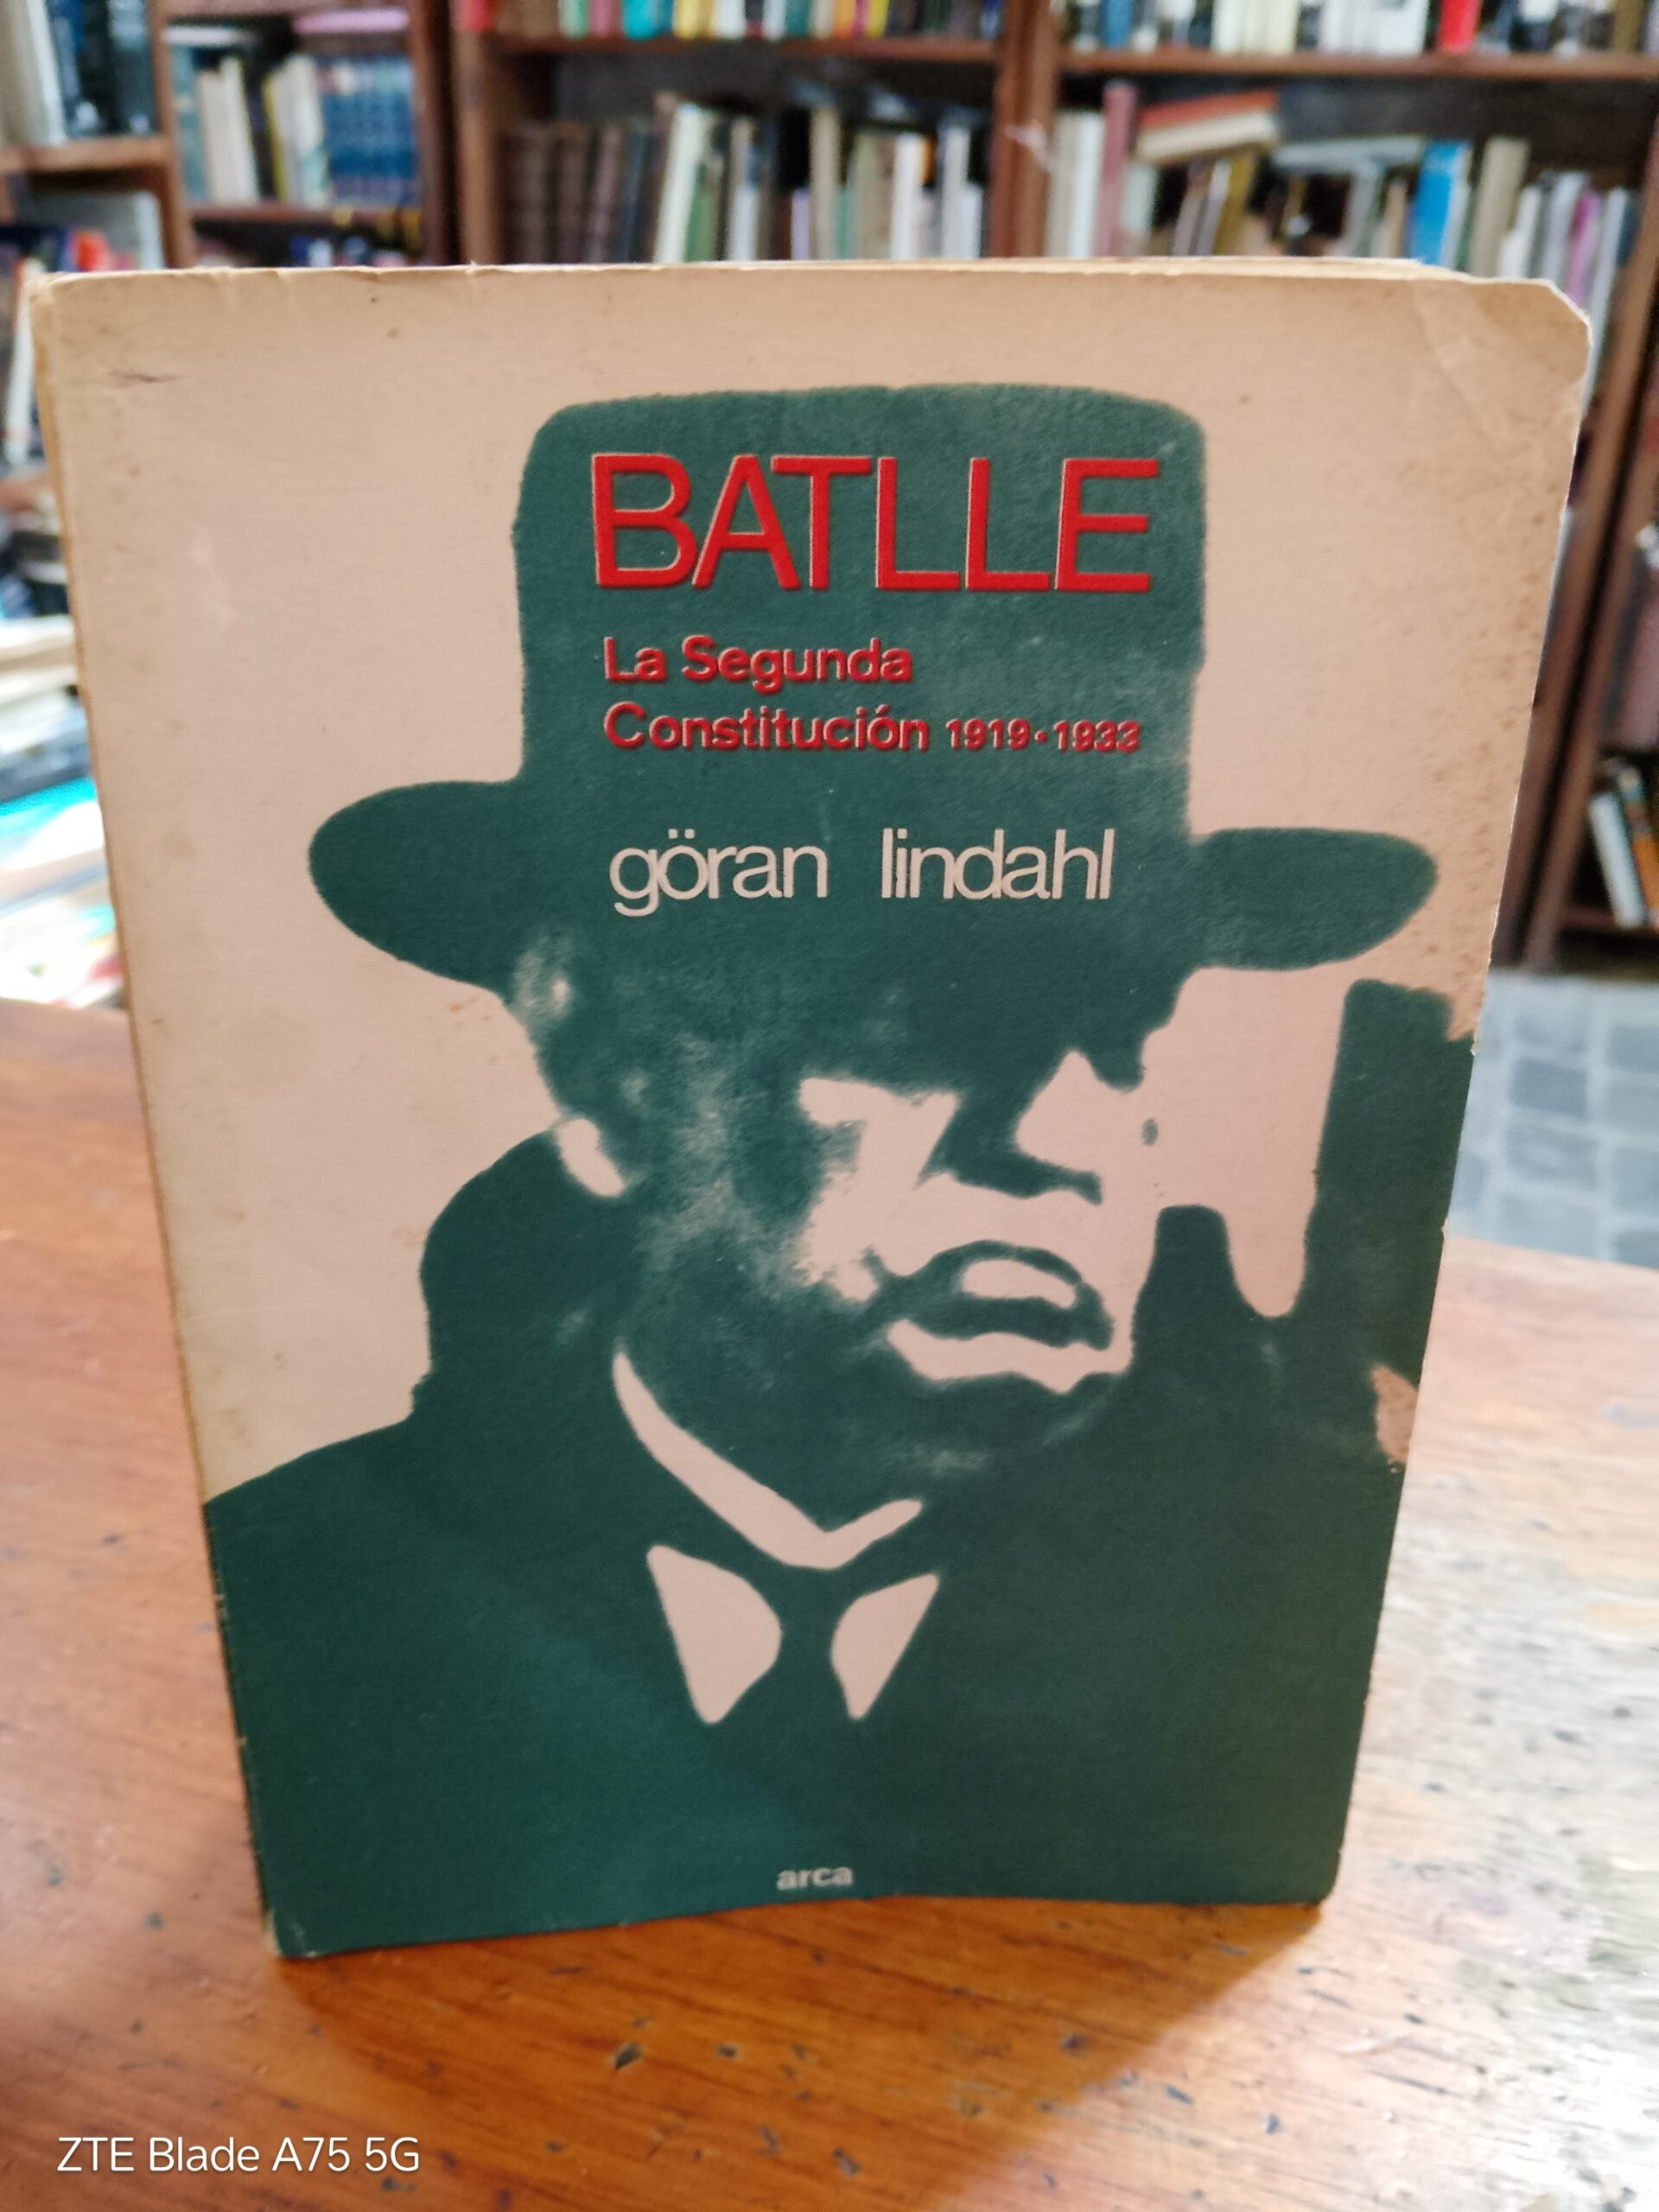 BATLLE
La Segunda
Constitución 1919·1933
göran lindahl
arca
ZTE Blade A75 5G